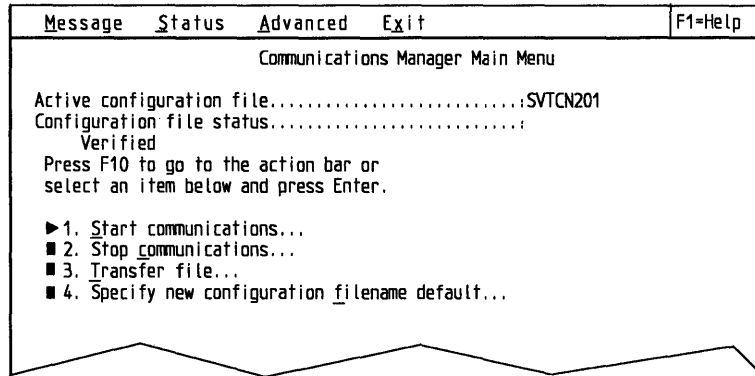 Message Status Advanced Exit F1=Help
Communications Manager Main Menu
Active configuration file...........................:SVTCN201
Configuration file status...........................:
Verified
Press F10 to go to the action bar or
select an item below and press Enter.
▶1. Start communications...
■ 2. Stop communications...
■ 3. Transfer file...
■ 4. Specify new configuration filename default...